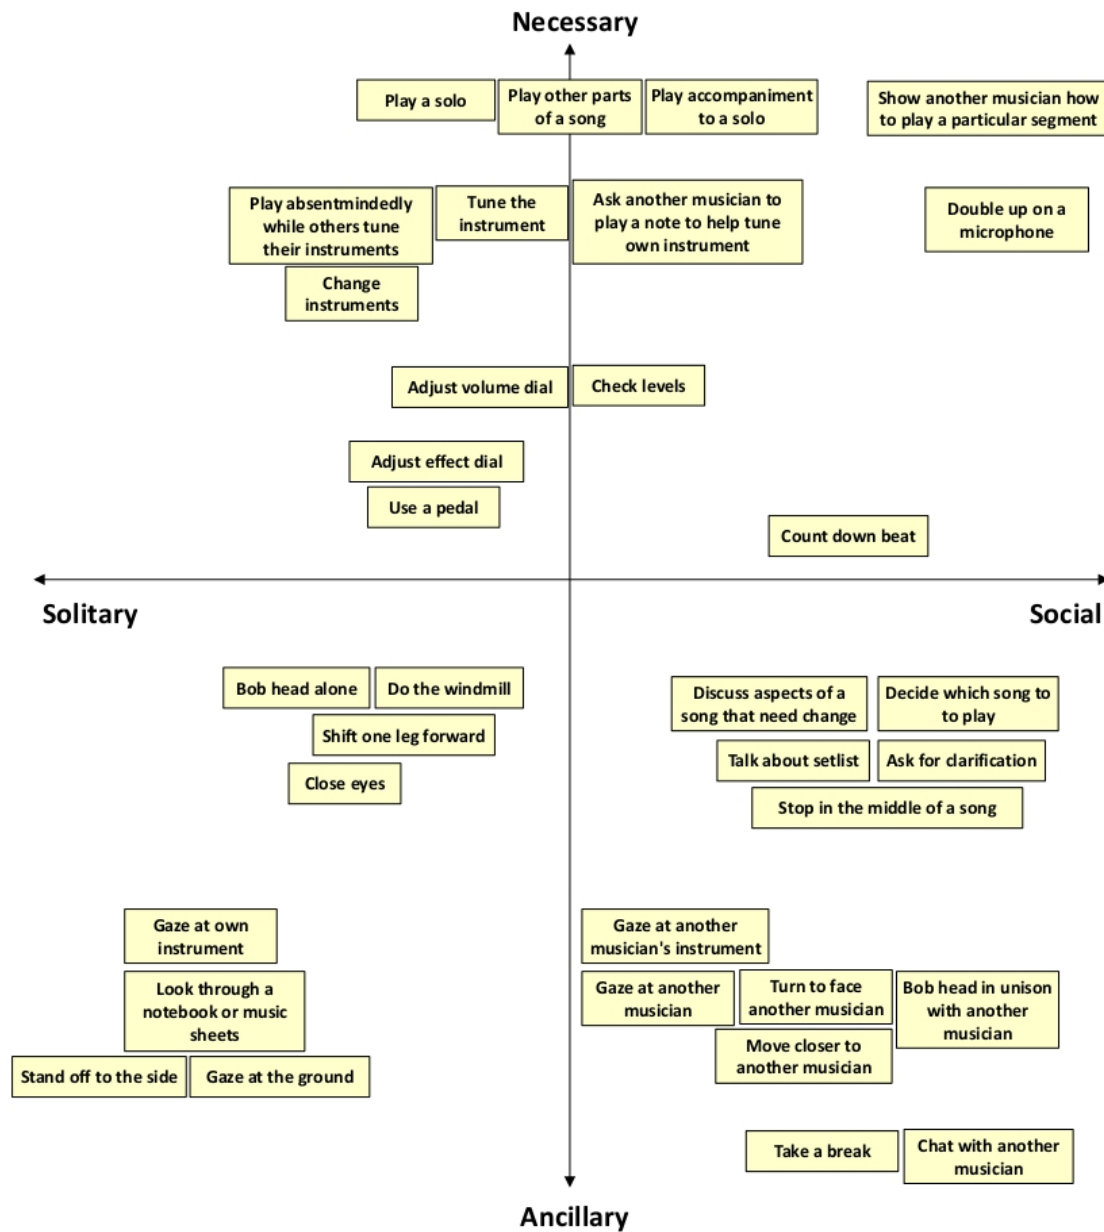 Necessary
Play a solo
Play other parts
of a song
Play accompaniment
to a solo
Show another musician how
to play a particular segment
Play absentmindedly
while others tune
their instruments
Tune the
instrument
Ask another musician to
play a note to help tune
own instrument
Double up on a
microphone
Change
instruments
Adjust volume dial
Check levels
Adjust effect dial
Use a pedal
Count down beat
Solitary
Social
Bob head alone
Do the windmill
Shift one leg forward
Close eyes
Discuss aspects of a
song that need change
Decide which song to
to play
Talk about setlist
Ask for clarification
Stop in the middle of a song
Gaze at own
instrument
Look through a
notebook or music
sheets
Stand off to the side
Gaze at the ground
Gaze at another
musician's instrument
Gaze at another
musician
Turn to face
another musician
Bob head in unison
with another
musician
Move closer to
another musician
Take a break
Chat with another
musician
Ancillary